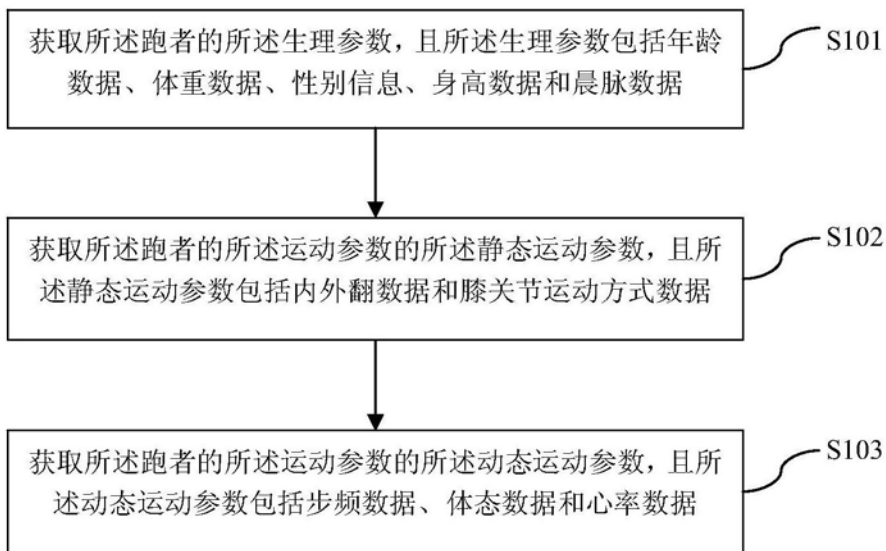 获取所述跑者的所述生理参数，且所述生理参数包括年龄
数据、体重数据、性别信息、身高数据和晨脉数据
S101
获取所述跑者的所述运动参数的所述静态运动参数，且所
述静态运动参数包括内外翻数据和膝关节运动方式数据
S102
获取所述跑者的所述运动参数的所述动态运动参数，且所
述动态运动参数包括步频数据、体态数据和心率数据
S103